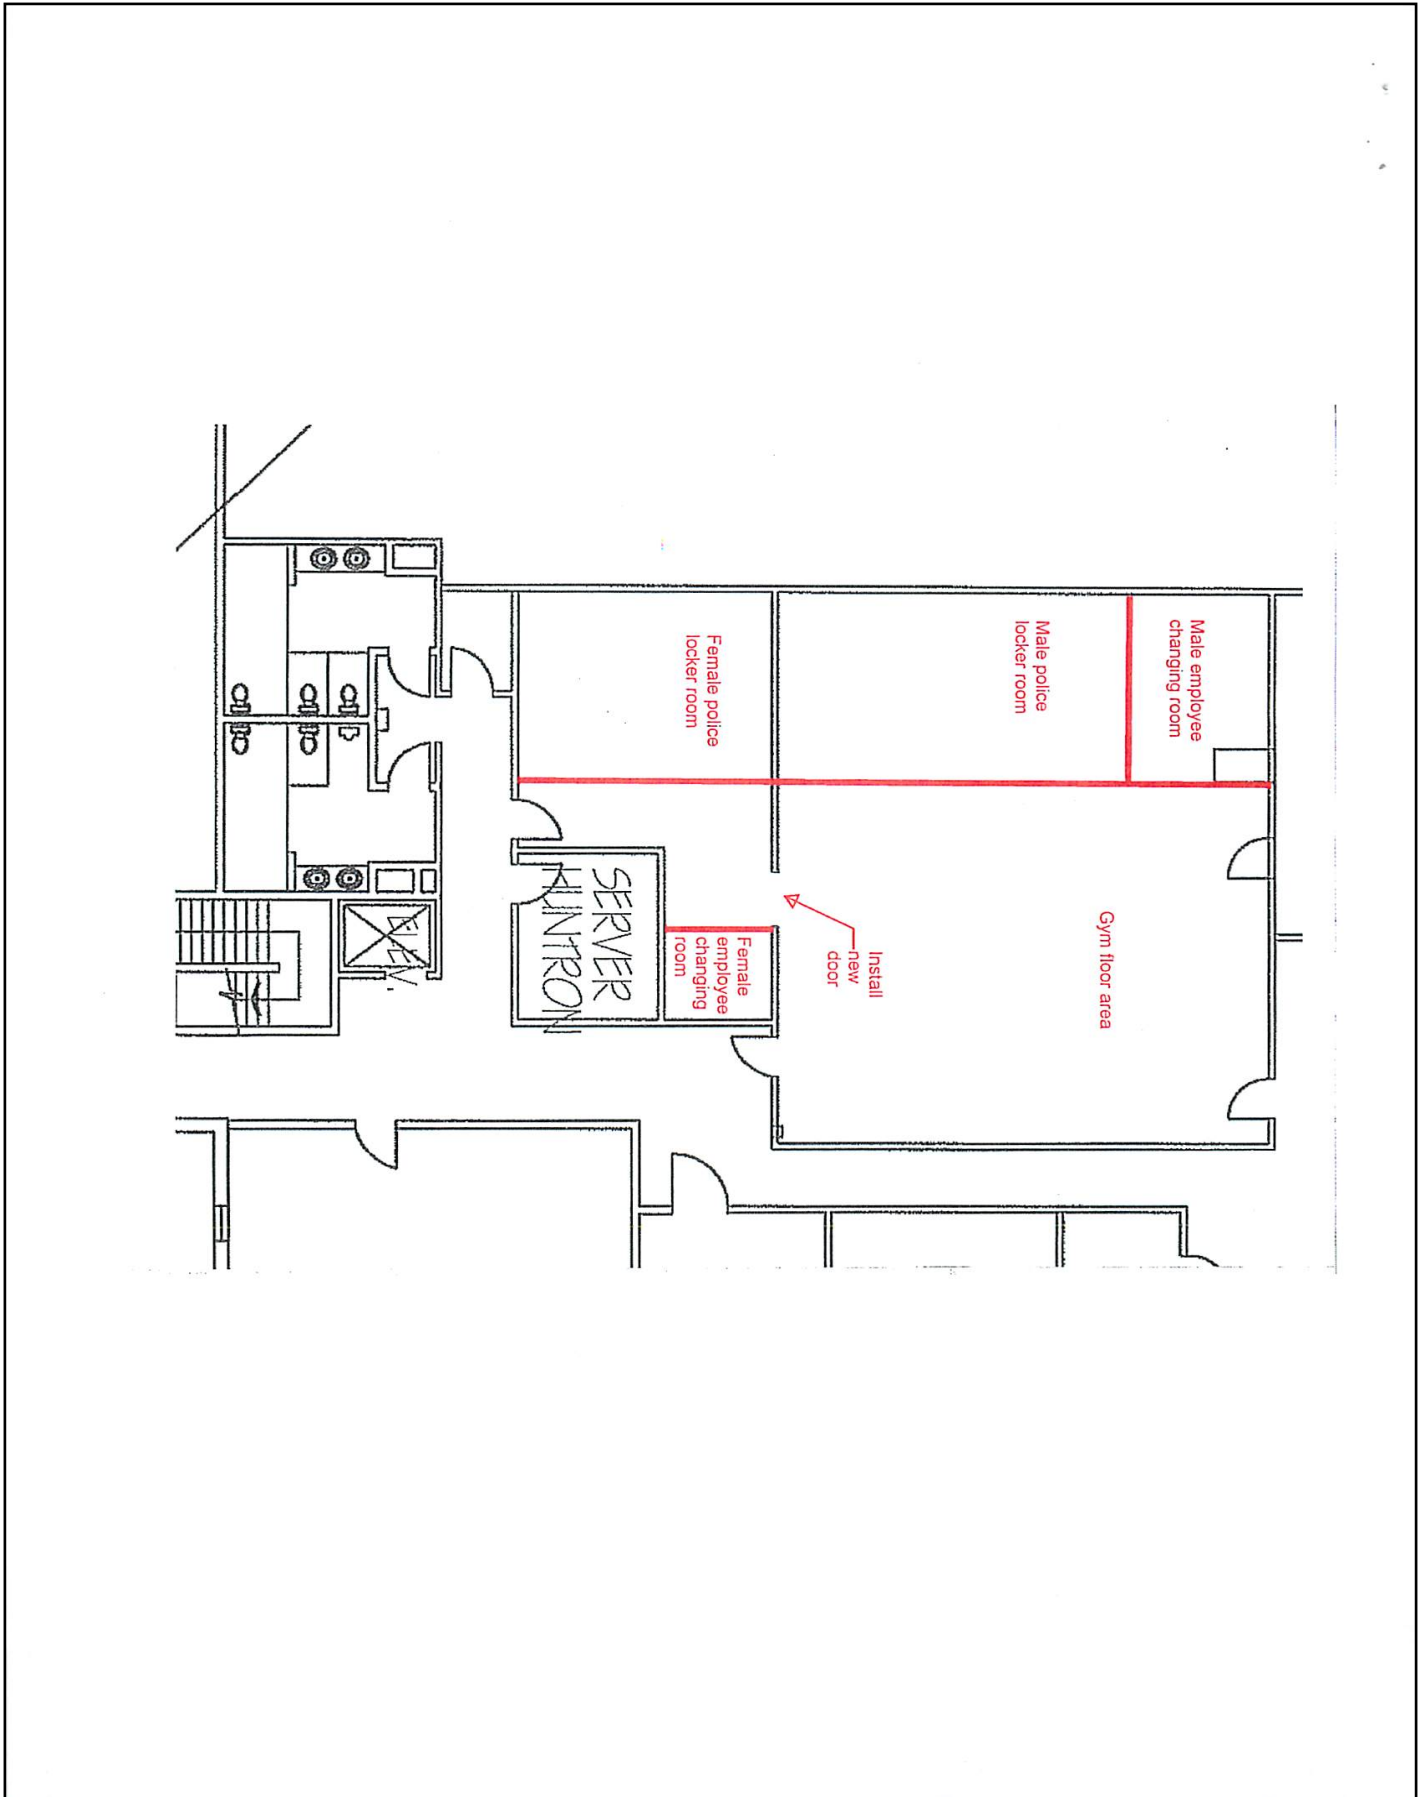 Male employee
changing room
Gym floor area
Male police
locker room
Install
new
door
Female police
locker room
Female
employee
changing
room
SERVER
HUNTRON
ELEV.